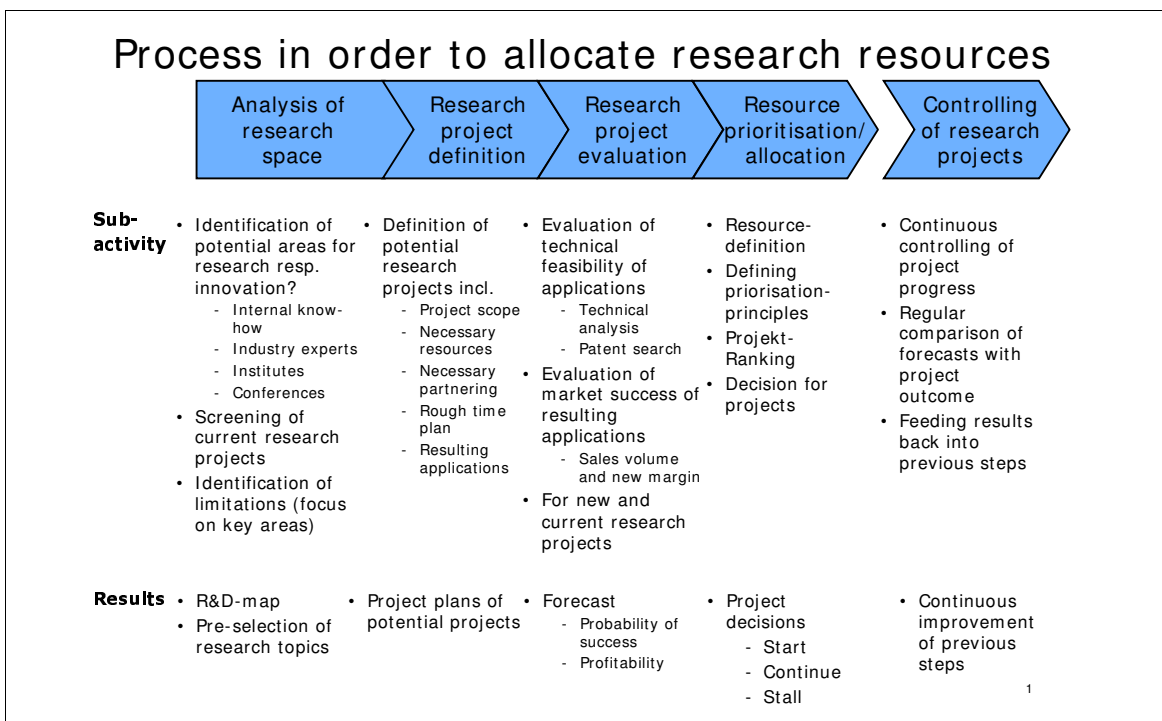 Process in order to allocate research resources
Analysis of
research
space
Research
project
definition
Research
project
evaluation
Resource
prioritisation/
allocation
Controlling
of research
projects
Sub-
activity
• Identification of
potential areas for
research resp.
innovation?
- Internal know-
how
- Industry experts
- Institutes
- Conferences
• Screening of
current research
projects
• Identification of
limitations (focus
on key areas)
• Definition of
potential
research
projects incl.
- Project scope
- Necessary
resources
- Necessary
partnering
- Rough time
plan
- Resulting
applications
• Evaluation of
technical
feasibility of
applications
- Technical
analysis
- Patent search
• Evaluation of
market success of
resulting
applications
- Sales volume
and new margin
• For new and
current research
projects
• Resource-
definition
• Defining
priorisation-
principles
• Projekt-
Ranking
• Decision for
projects
• Continuous
controlling of
project
progress
• Regular
comparison of
forecasts with
project
outcome
• Feeding results
back into
previous steps
Results
• R&D-map
• Pre-selection of
research topics
• Project plans of
potential projects
• Forecast
- Probability of
success
- Profitability
• Project
decisions
- Start
- Continue
- Stall
• Continuous
improvement
of previous
steps
1